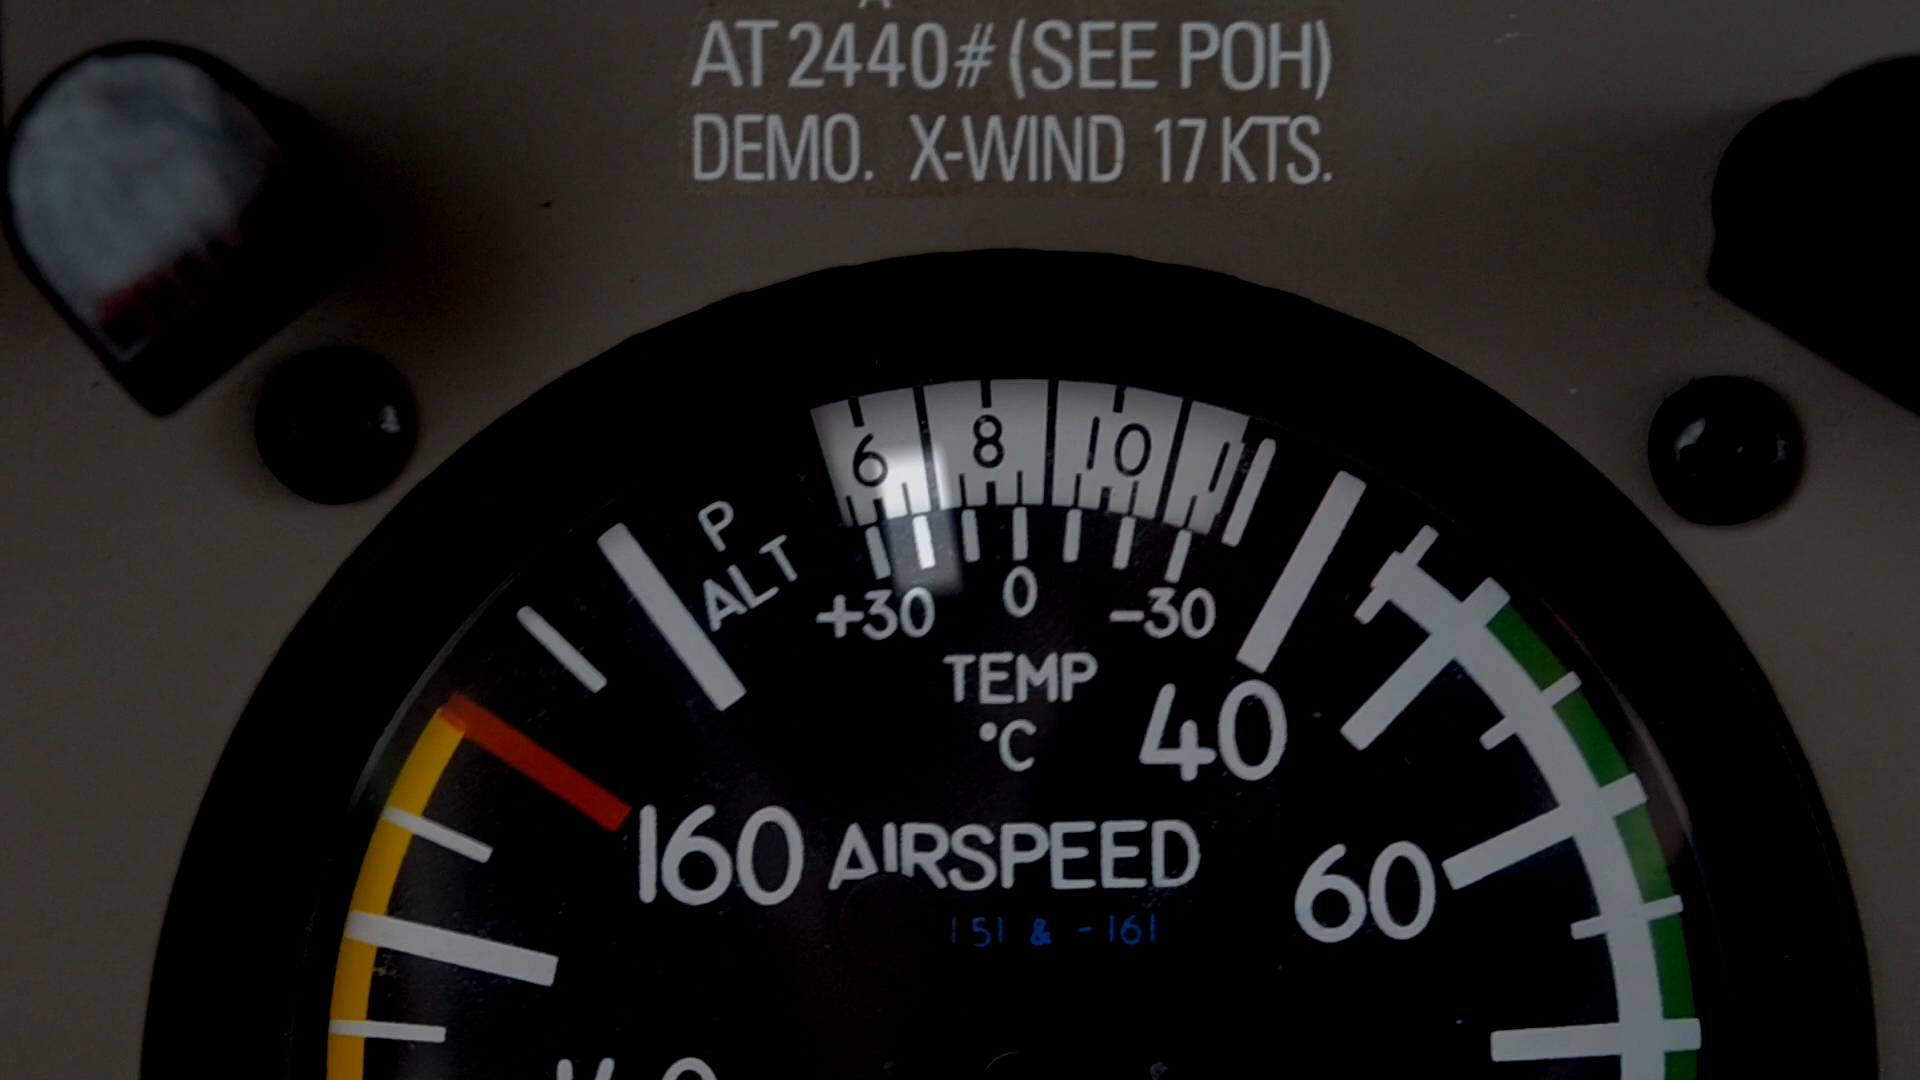 AT 2440# (SEE POH)
DEMO. X-WIND 17 KTS.
6 8 10
P
ALT
+30 0 -30
TEMP
°C
40
160 AIRSPEED 60
151 & -161